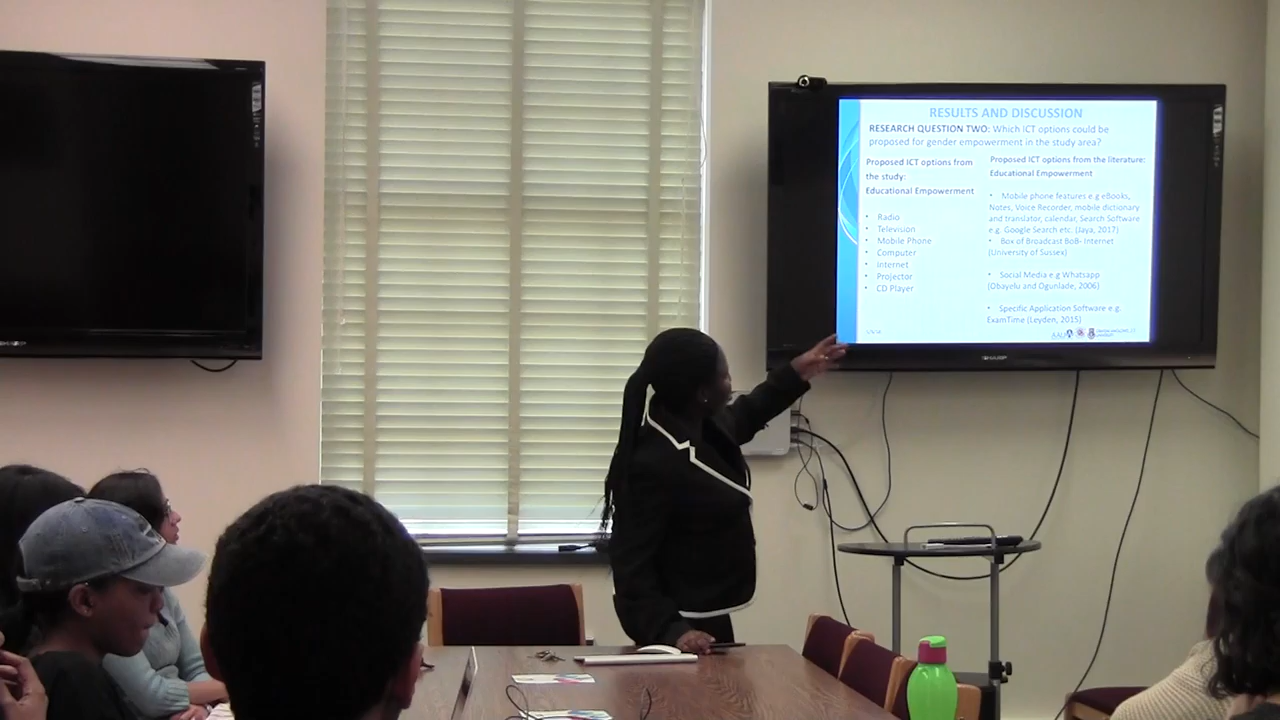 RESULTS AND DISCUSSION
RESEARCH QUESTION TWO: Which ICT options could be
proposed for gender empowerment in the study area?
Proposed ICT options from
the study:
Educational Empowerment
• Radio
• Television
• Mobile Phone
• Computer
• Internet
• Projector
• CD Player
Proposed ICT options from the literature:
Educational Empowerment
• Mobile phone features e.g eBooks,
Notes, Voice Recorder, mobile dictionary
and translator, calendar, Search Software
e.g. Google Search etc. (Jaya, 2017)
• Box of Broadcast BoB- Internet
(University of Sussex)
• Social Media e.g Whatsapp
(Obayelu and Ogunlade, 2006)
• Specific Application Software e.g.
ExamTime (Leyden, 2015)
SHARP